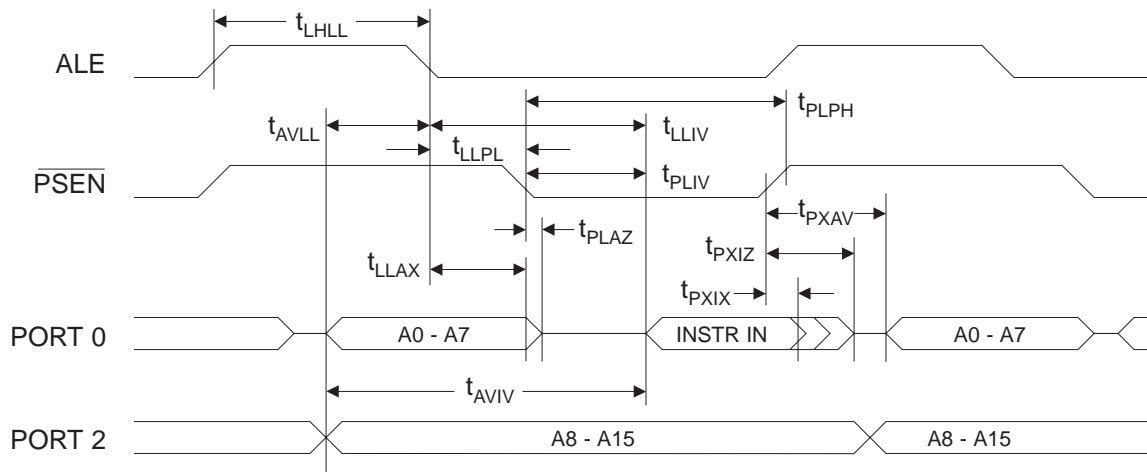 tLHLL
ALE
tPLPH
tAVLL
tLLIV
tLLPL
PSEN
tPLIV
tPXAV
tPLAZ
tPXIZ
tLLAX
tPXIX
PORT 0
A0 - A7
INSTR IN
A0 - A7
tAVIV
PORT 2
A8 - A15
A8 - A15